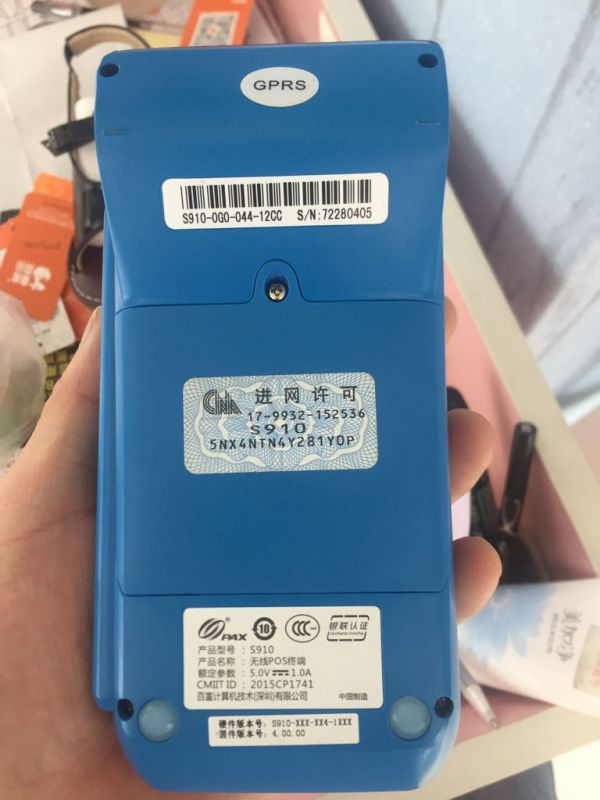 GPRS
S910-0G0-044-12CC S/N:72280405
进网许可
17-9932-152536
S910
5NX4NTN4Y281Y0P
PAX 10 CCC 银联认证
产品型号: S910
产品名称: 无线POS终端
额定参数: 5.0V⎓1.0A
CMIIT ID: 2015CP1741
百富计算机技术(深圳)有限公司 中国制造
硬件版本号: S910-XXX-XX4-1XXX
固件版本号: 4.00.00